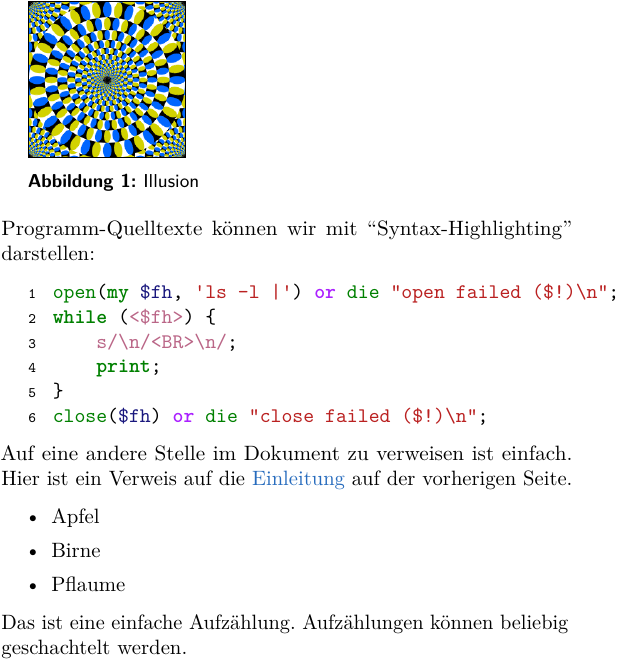 Abbildung 1: Illusion
Programm-Quelltexte können wir mit “Syntax-Highlighting”
darstellen:
1 open(my $fh, 'ls -l |') or die "open failed ($!)\n";
2 while (<$fh>) {
3     s/\n/<BR>\n/;
4     print;
5 }
6 close($fh) or die "close failed ($!)\n";
Auf eine andere Stelle im Dokument zu verweisen ist einfach.
Hier ist ein Verweis auf die Einleitung auf der vorherigen Seite.
• Apfel
• Birne
• Pflaume
Das ist eine einfache Aufzählung. Aufzählungen können beliebig
geschachtelt werden.